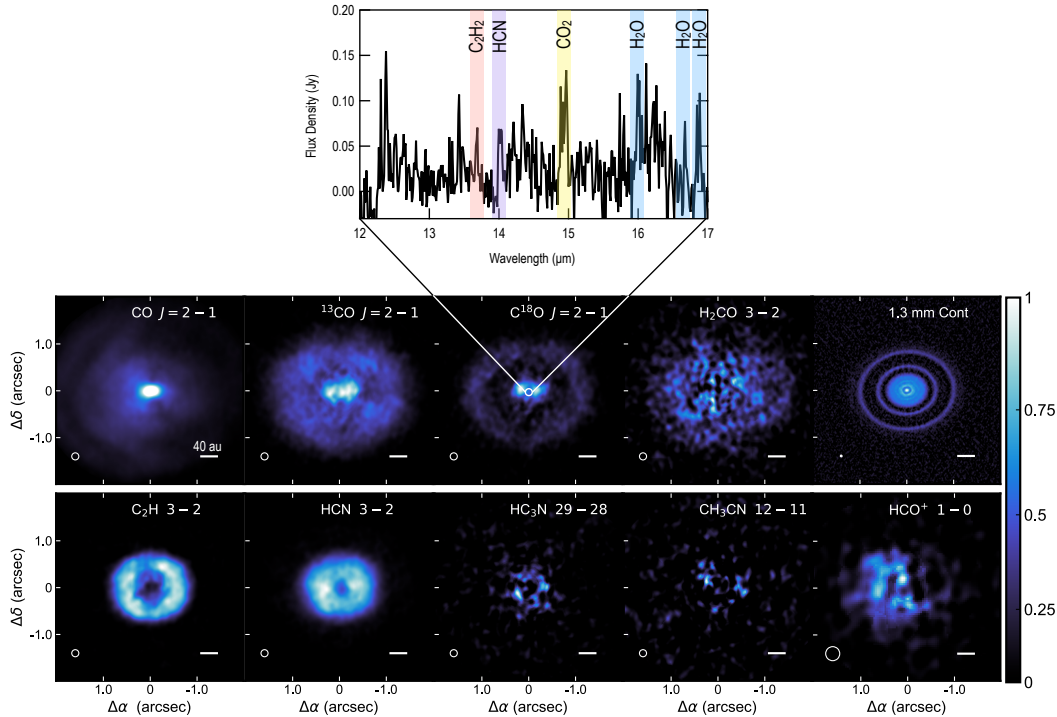 0.20
0.15
0.10
0.05
0.00
Flux Density (Jy)
C₂H₂
HCN
CO₂
H₂O
H₂O
H₂O
12 13 14 15 16 17
Wavelength (μm)
CO J = 2 − 1
¹³CO J = 2 − 1
C¹⁸O J = 2 − 1
H₂CO 3 − 2
1.3 mm Cont
1.0
0
-1.0
Δδ (arcsec)
40 au
C₂H 3 − 2
HCN 3 − 2
HC₃N 29 − 28
CH₃CN 12 − 11
HCO⁺ 1 − 0
1.0
0
-1.0
Δδ (arcsec)
1.0 0 -1.0 1.0 0 -1.0 1.0 0 -1.0 1.0 0 -1.0 1.0 0 -1.0
Δα (arcsec) Δα (arcsec) Δα (arcsec) Δα (arcsec) Δα (arcsec)
1
0.75
0.5
0.25
0